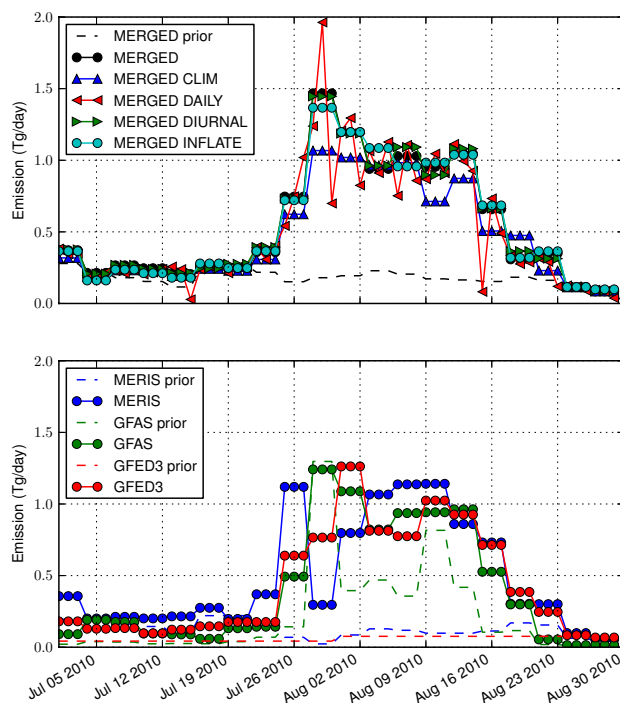 2.0
1.5
1.0
0.5
0.0
Emission (Tg/day)
MERGED prior
MERGED
MERGED CLIM
MERGED DAILY
MERGED DIURNAL
MERGED INFLATE
2.0
1.5
1.0
0.5
0.0
Emission (Tg/day)
MERIS prior
MERIS
GFAS prior
GFAS
GFED3 prior
GFED3
Jul 05 2010
Jul 12 2010
Jul 19 2010
Jul 26 2010
Aug 02 2010
Aug 09 2010
Aug 16 2010
Aug 23 2010
Aug 30 2010